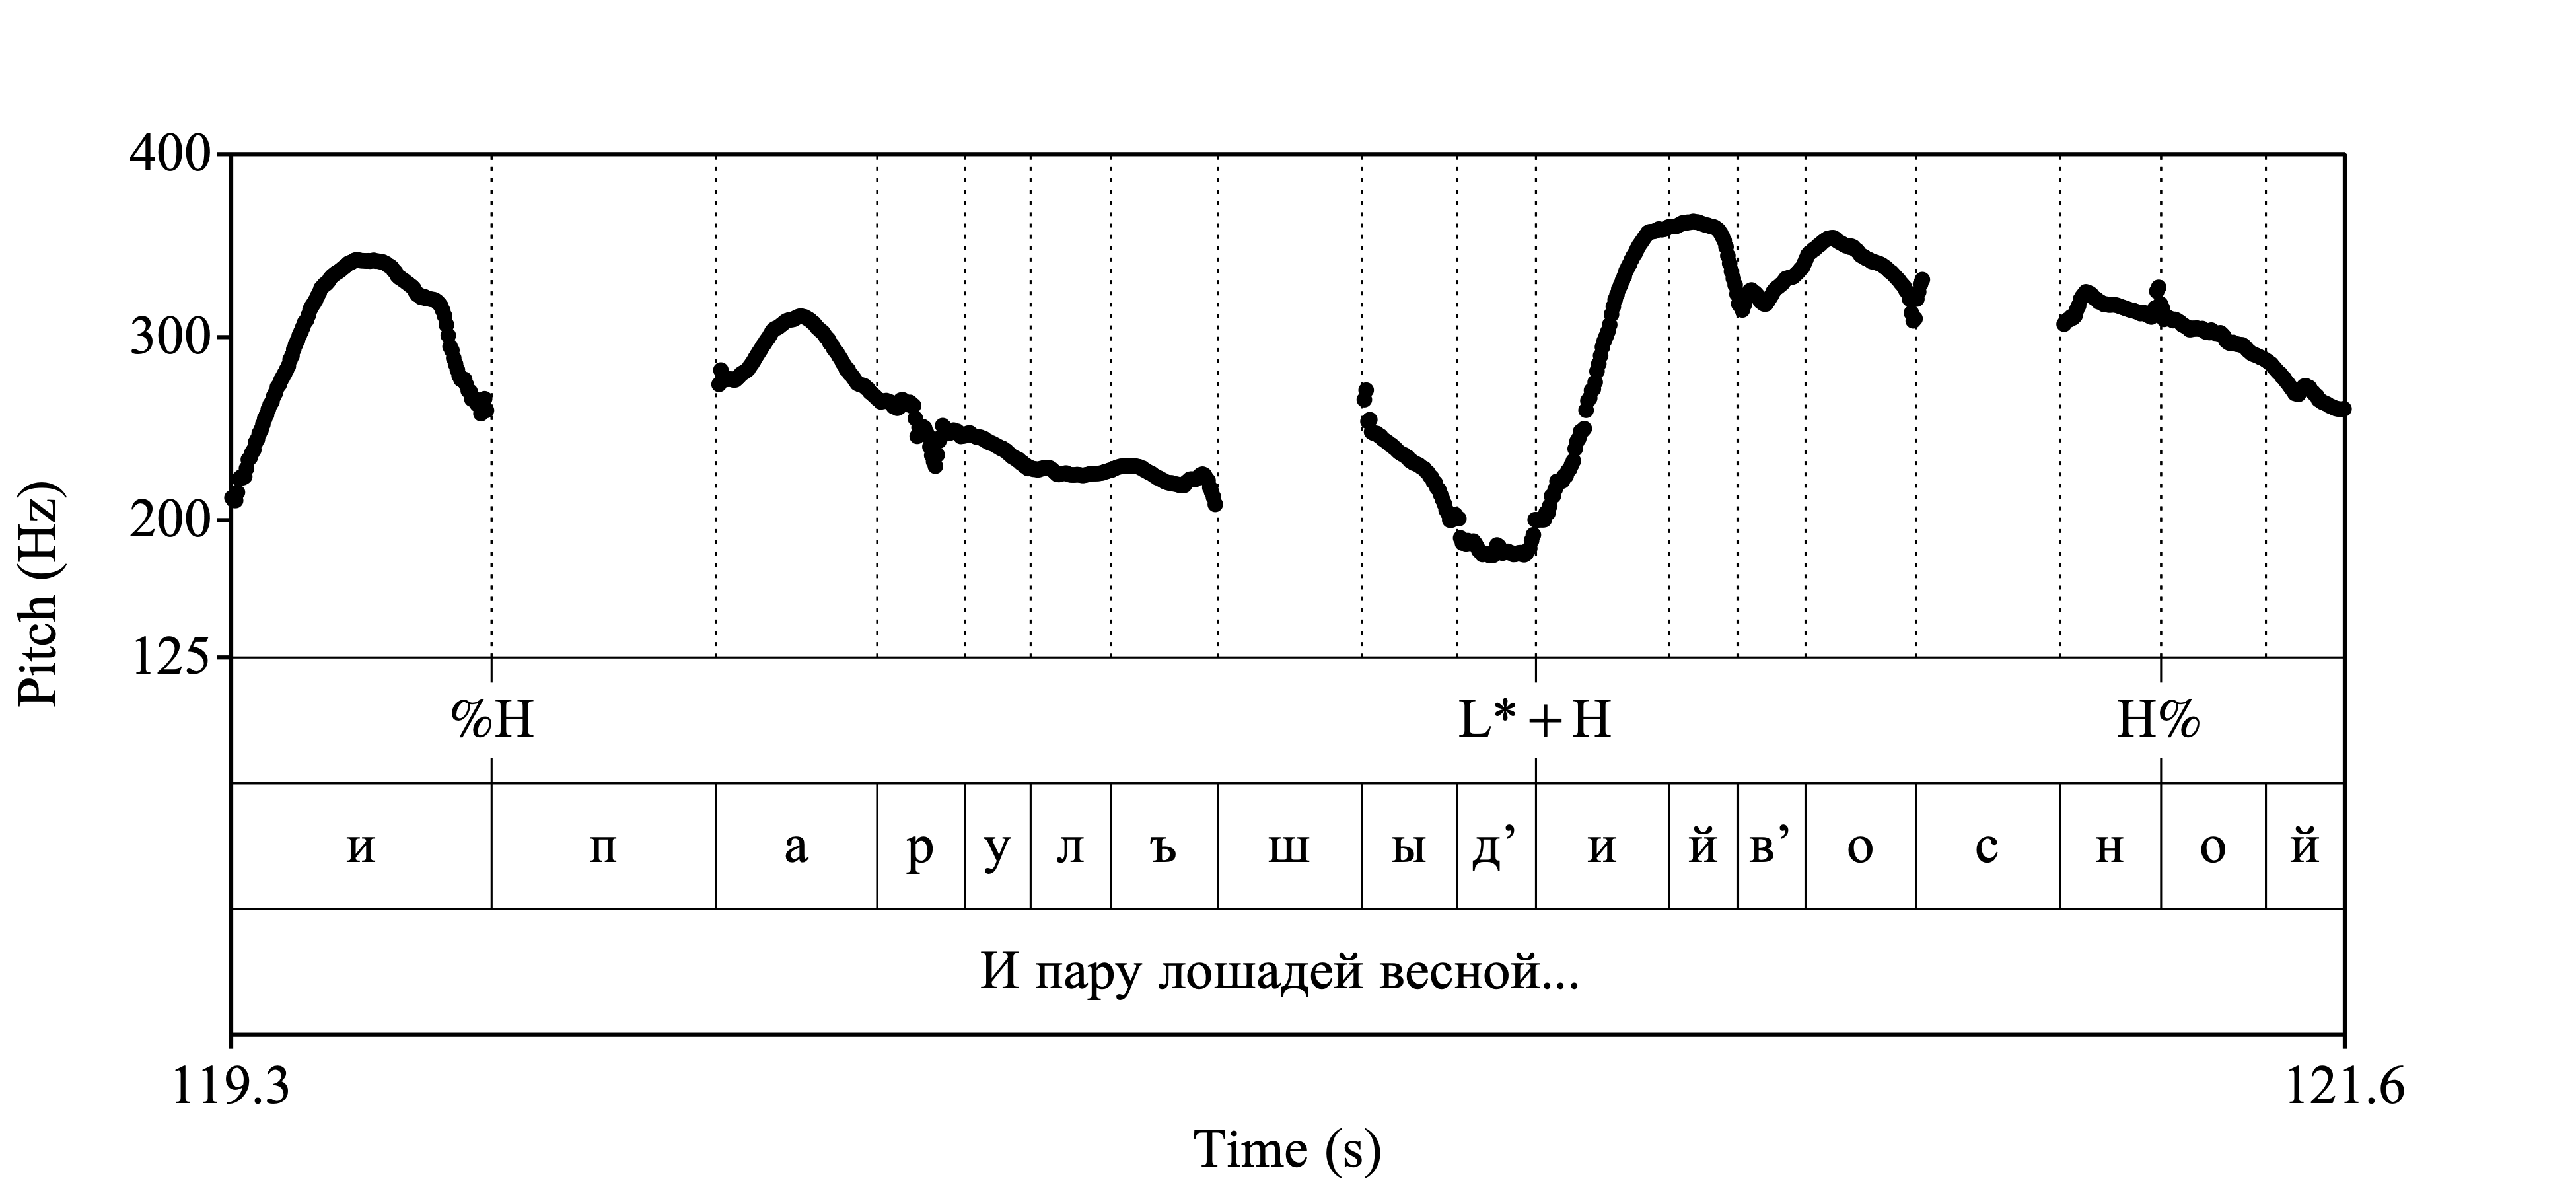 400
300
200
125
Pitch (Hz)
%H L*+H H%
и п а р у л ъ ш ы д’ и й в’ о с н о й
И пару лошадей весной...
119.3 121.6
Time (s)